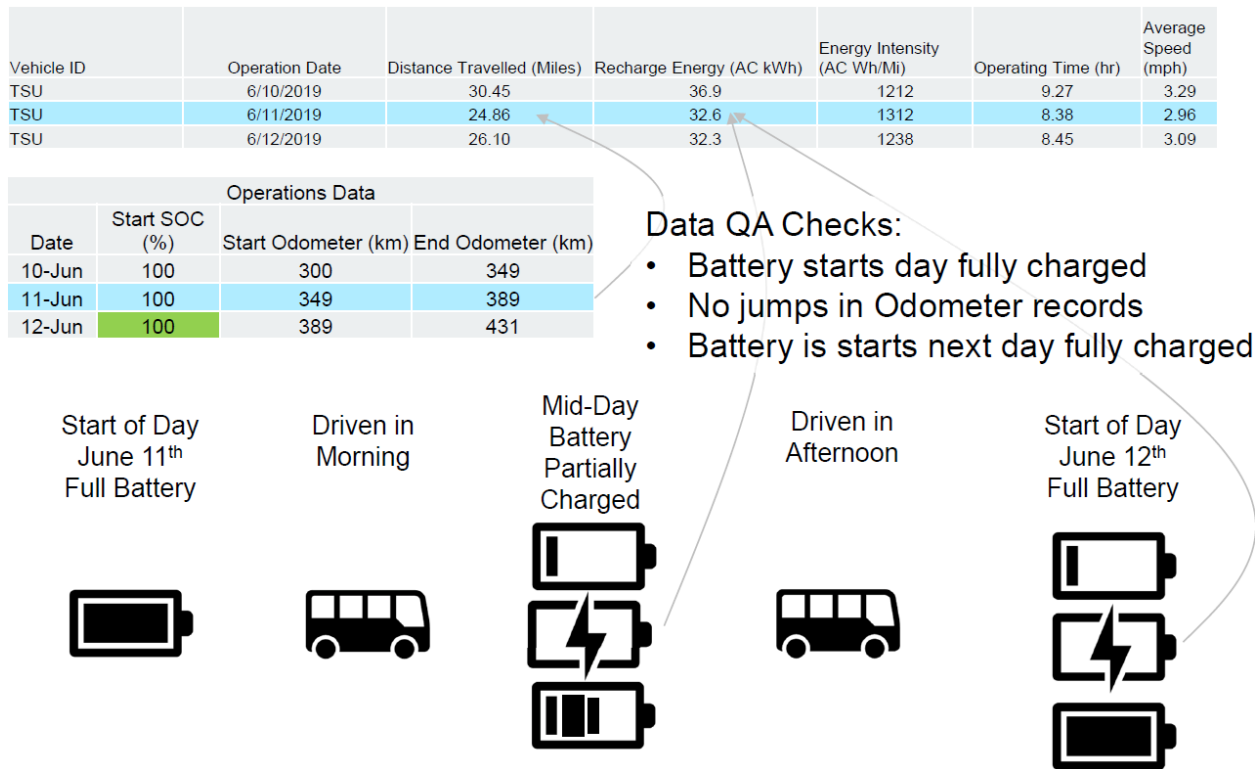 Vehicle ID Operation Date Distance Travelled (Miles) Recharge Energy (AC kWh) Energy Intensity (AC Wh/Mi) Operating Time (hr) Average Speed (mph)
TSU 6/10/2019 30.45 36.9 1212 9.27 3.29
TSU 6/11/2019 24.86 32.6 1312 8.38 2.96
TSU 6/12/2019 26.10 32.3 1238 8.45 3.09
Operations Data
Date Start SOC (%) Start Odometer (km) End Odometer (km)
10-Jun 100 300 349
11-Jun 100 349 389
12-Jun 100 389 431
Data QA Checks:
• Battery starts day fully charged
• No jumps in Odometer records
• Battery is starts next day fully charged
Start of Day
June 11th
Full Battery
Driven in
Morning
Mid-Day
Battery
Partially
Charged
Driven in
Afternoon
Start of Day
June 12th
Full Battery